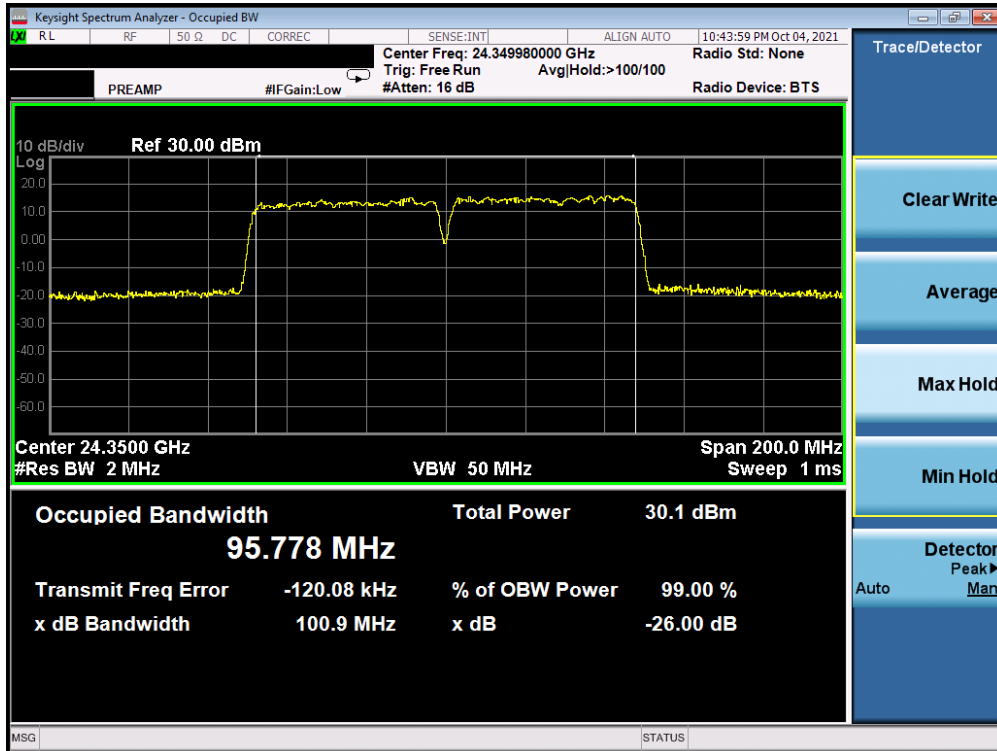 Keysight Spectrum Analyzer - Occupied BW
LXI RL RF 50 Ω DC CORREC SENSE:INT ALIGN AUTO 10:43:59 PM Oct 04, 2021
Center Freq: 24.349980000 GHz Radio Std: None
Trig: Free Run Avg|Hold:>100/100
PREAMP #IFGain:Low #Atten: 16 dB Radio Device: BTS
Trace/Detector
10 dB/div Ref 30.00 dBm
Log
20.0
10.0
0.00
-10.0
-20.0
-30.0
-40.0
-50.0
-60.0
Center 24.3500 GHz Span 200.0 MHz
#Res BW 2 MHz VBW 50 MHz Sweep 1 ms
Occupied Bandwidth Total Power 30.1 dBm
95.778 MHz
Transmit Freq Error -120.08 kHz % of OBW Power 99.00 %
x dB Bandwidth 100.9 MHz x dB -26.00 dB
Clear Write
Average
Max Hold
Min Hold
Detector
Peak▶
Auto Man
MSG STATUS